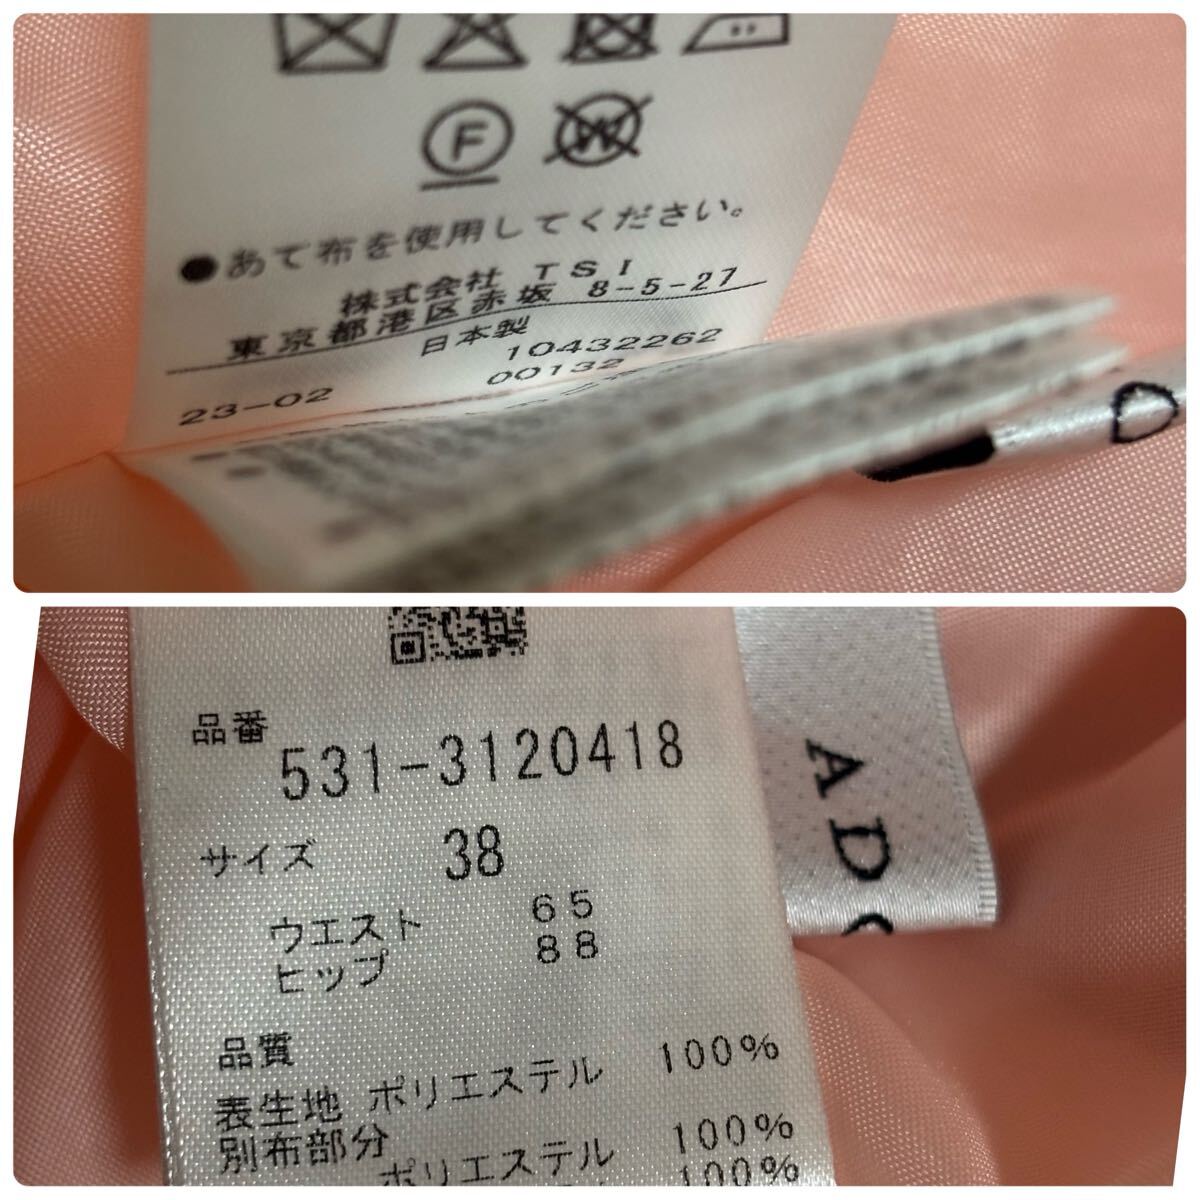 F
W
●あて布を使用してください。
株式会社 TSI
東京都港区赤坂 8-5-27
日本製
10432262
23-02 00132
品番
531-3120418
サイズ 38
ウエスト 65
ヒップ 88
品質
表生地 ポリエステル 100%
別布部分
ポリエステル 100%
100%
AD